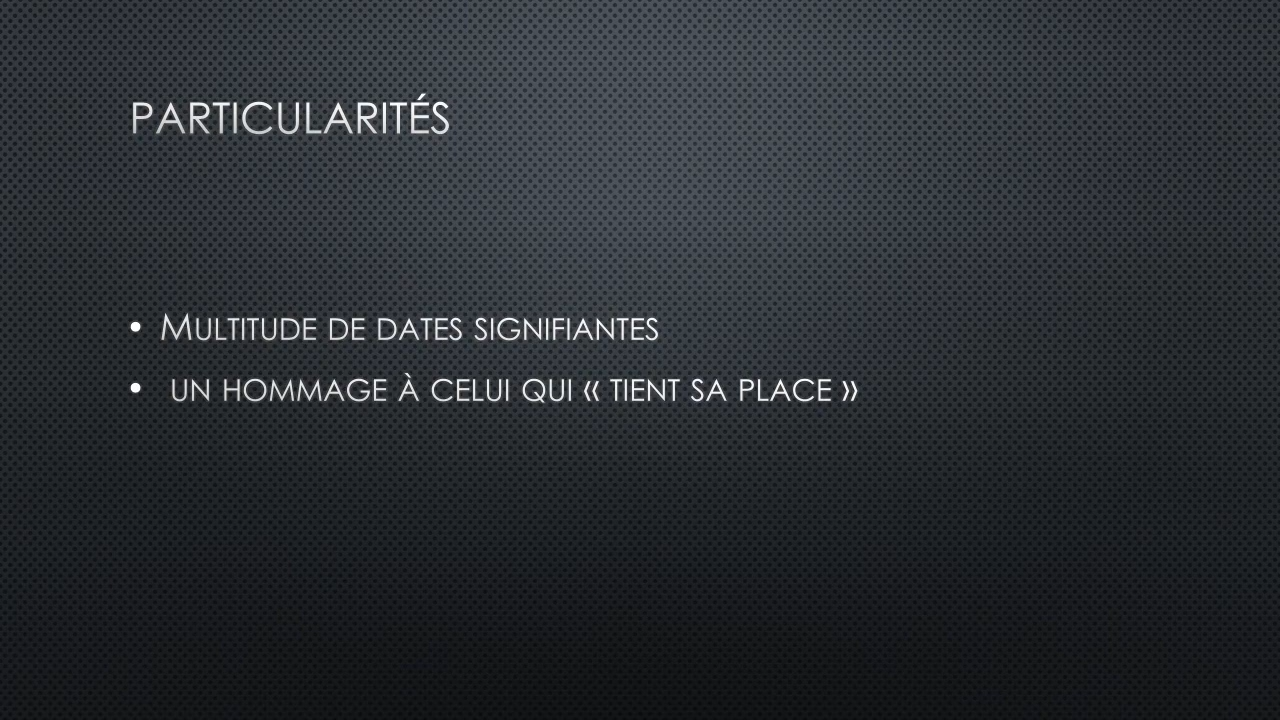 PARTICULARITÉS
• MULTITUDE DE DATES SIGNIFIANTES
• UN HOMMAGE À CELUI QUI « TIENT SA PLACE »